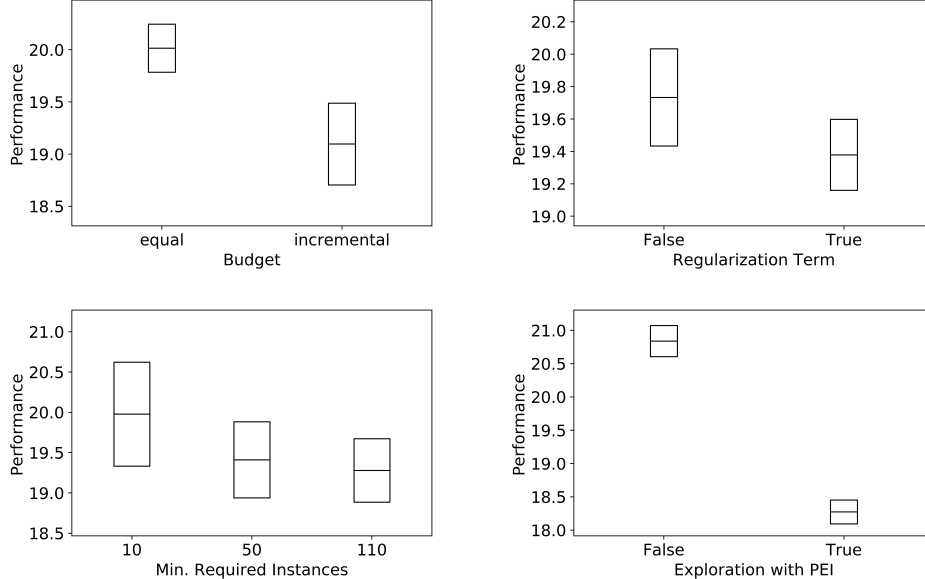 Performance
20.0
19.5
19.0
18.5
equal incremental
Budget
Performance
20.2
20.0
19.8
19.6
19.4
19.2
19.0
False True
Regularization Term
Performance
21.0
20.5
20.0
19.5
19.0
18.5
10 50 110
Min. Required Instances
Performance
21.0
20.5
20.0
19.5
19.0
18.5
18.0
False True
Exploration with PEI